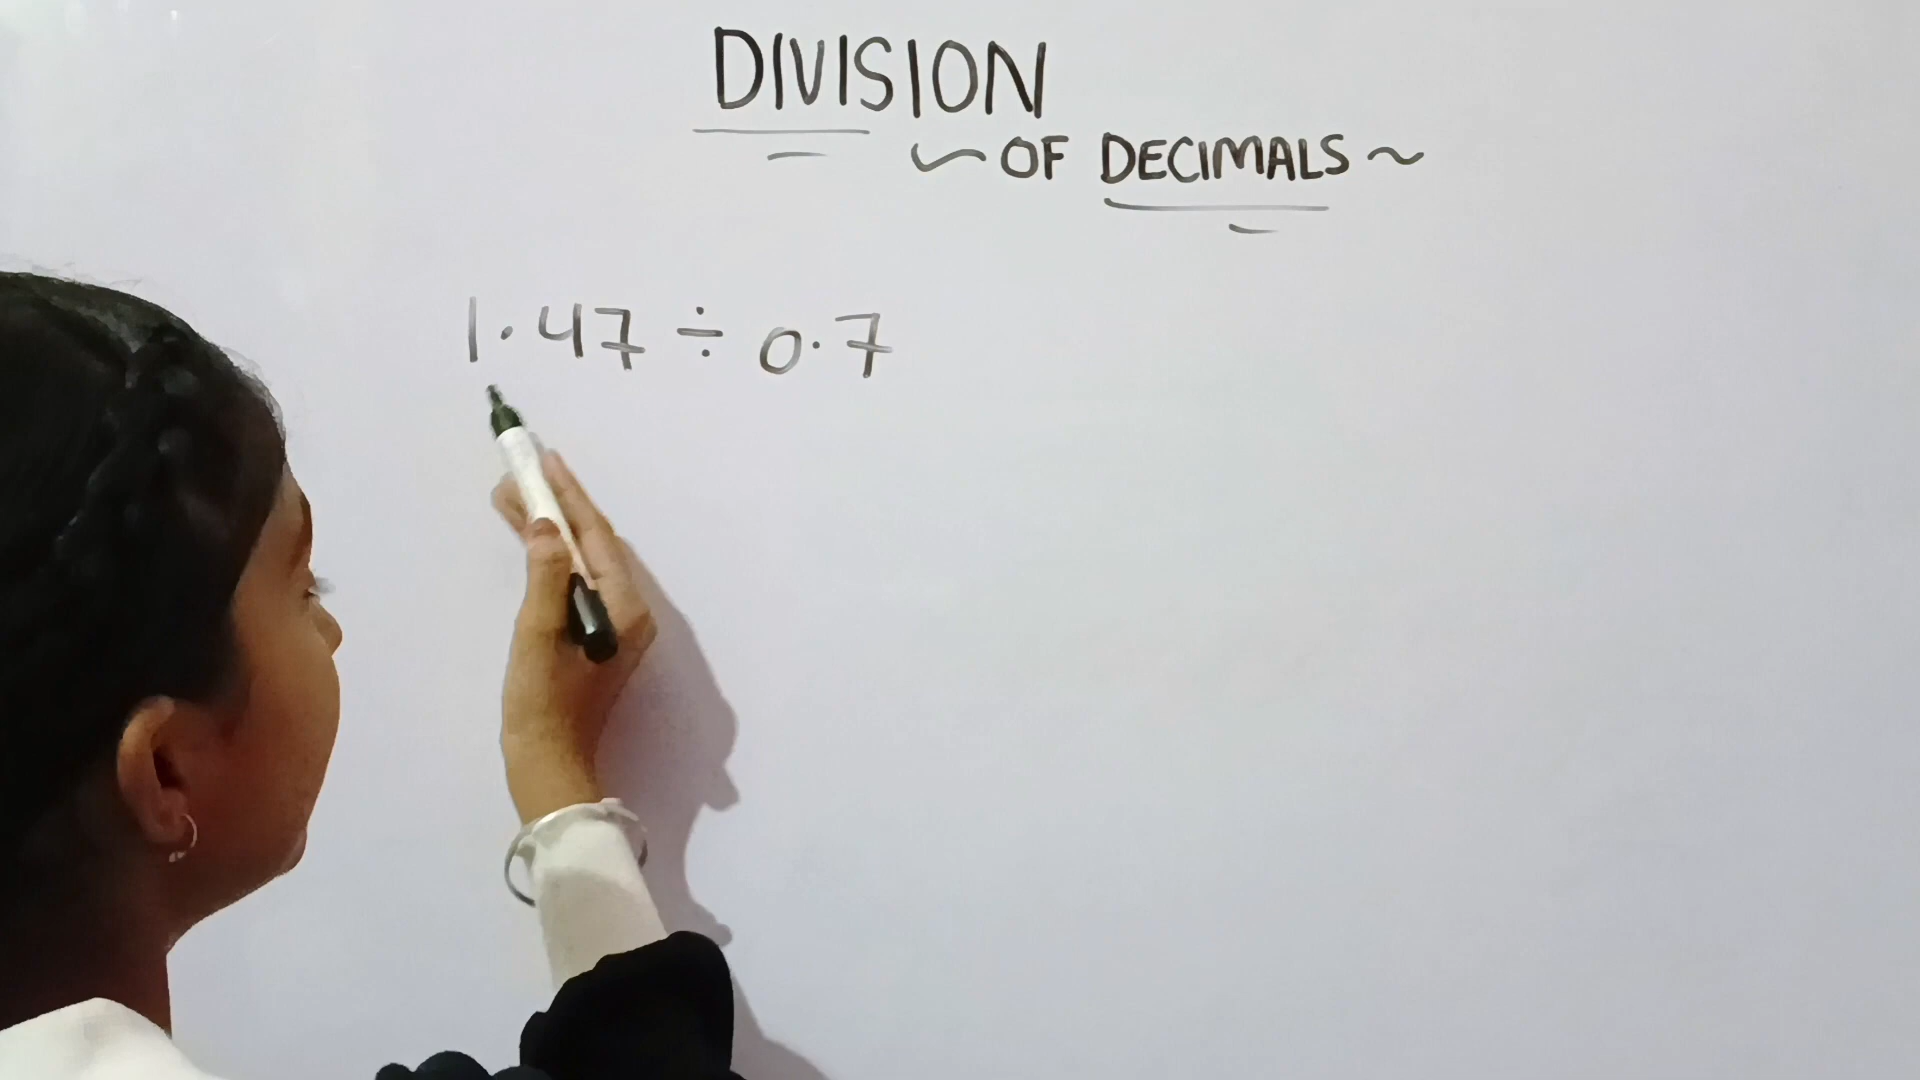 DIVISION
~ OF DECIMALS ~
1.47 ÷ 0.7